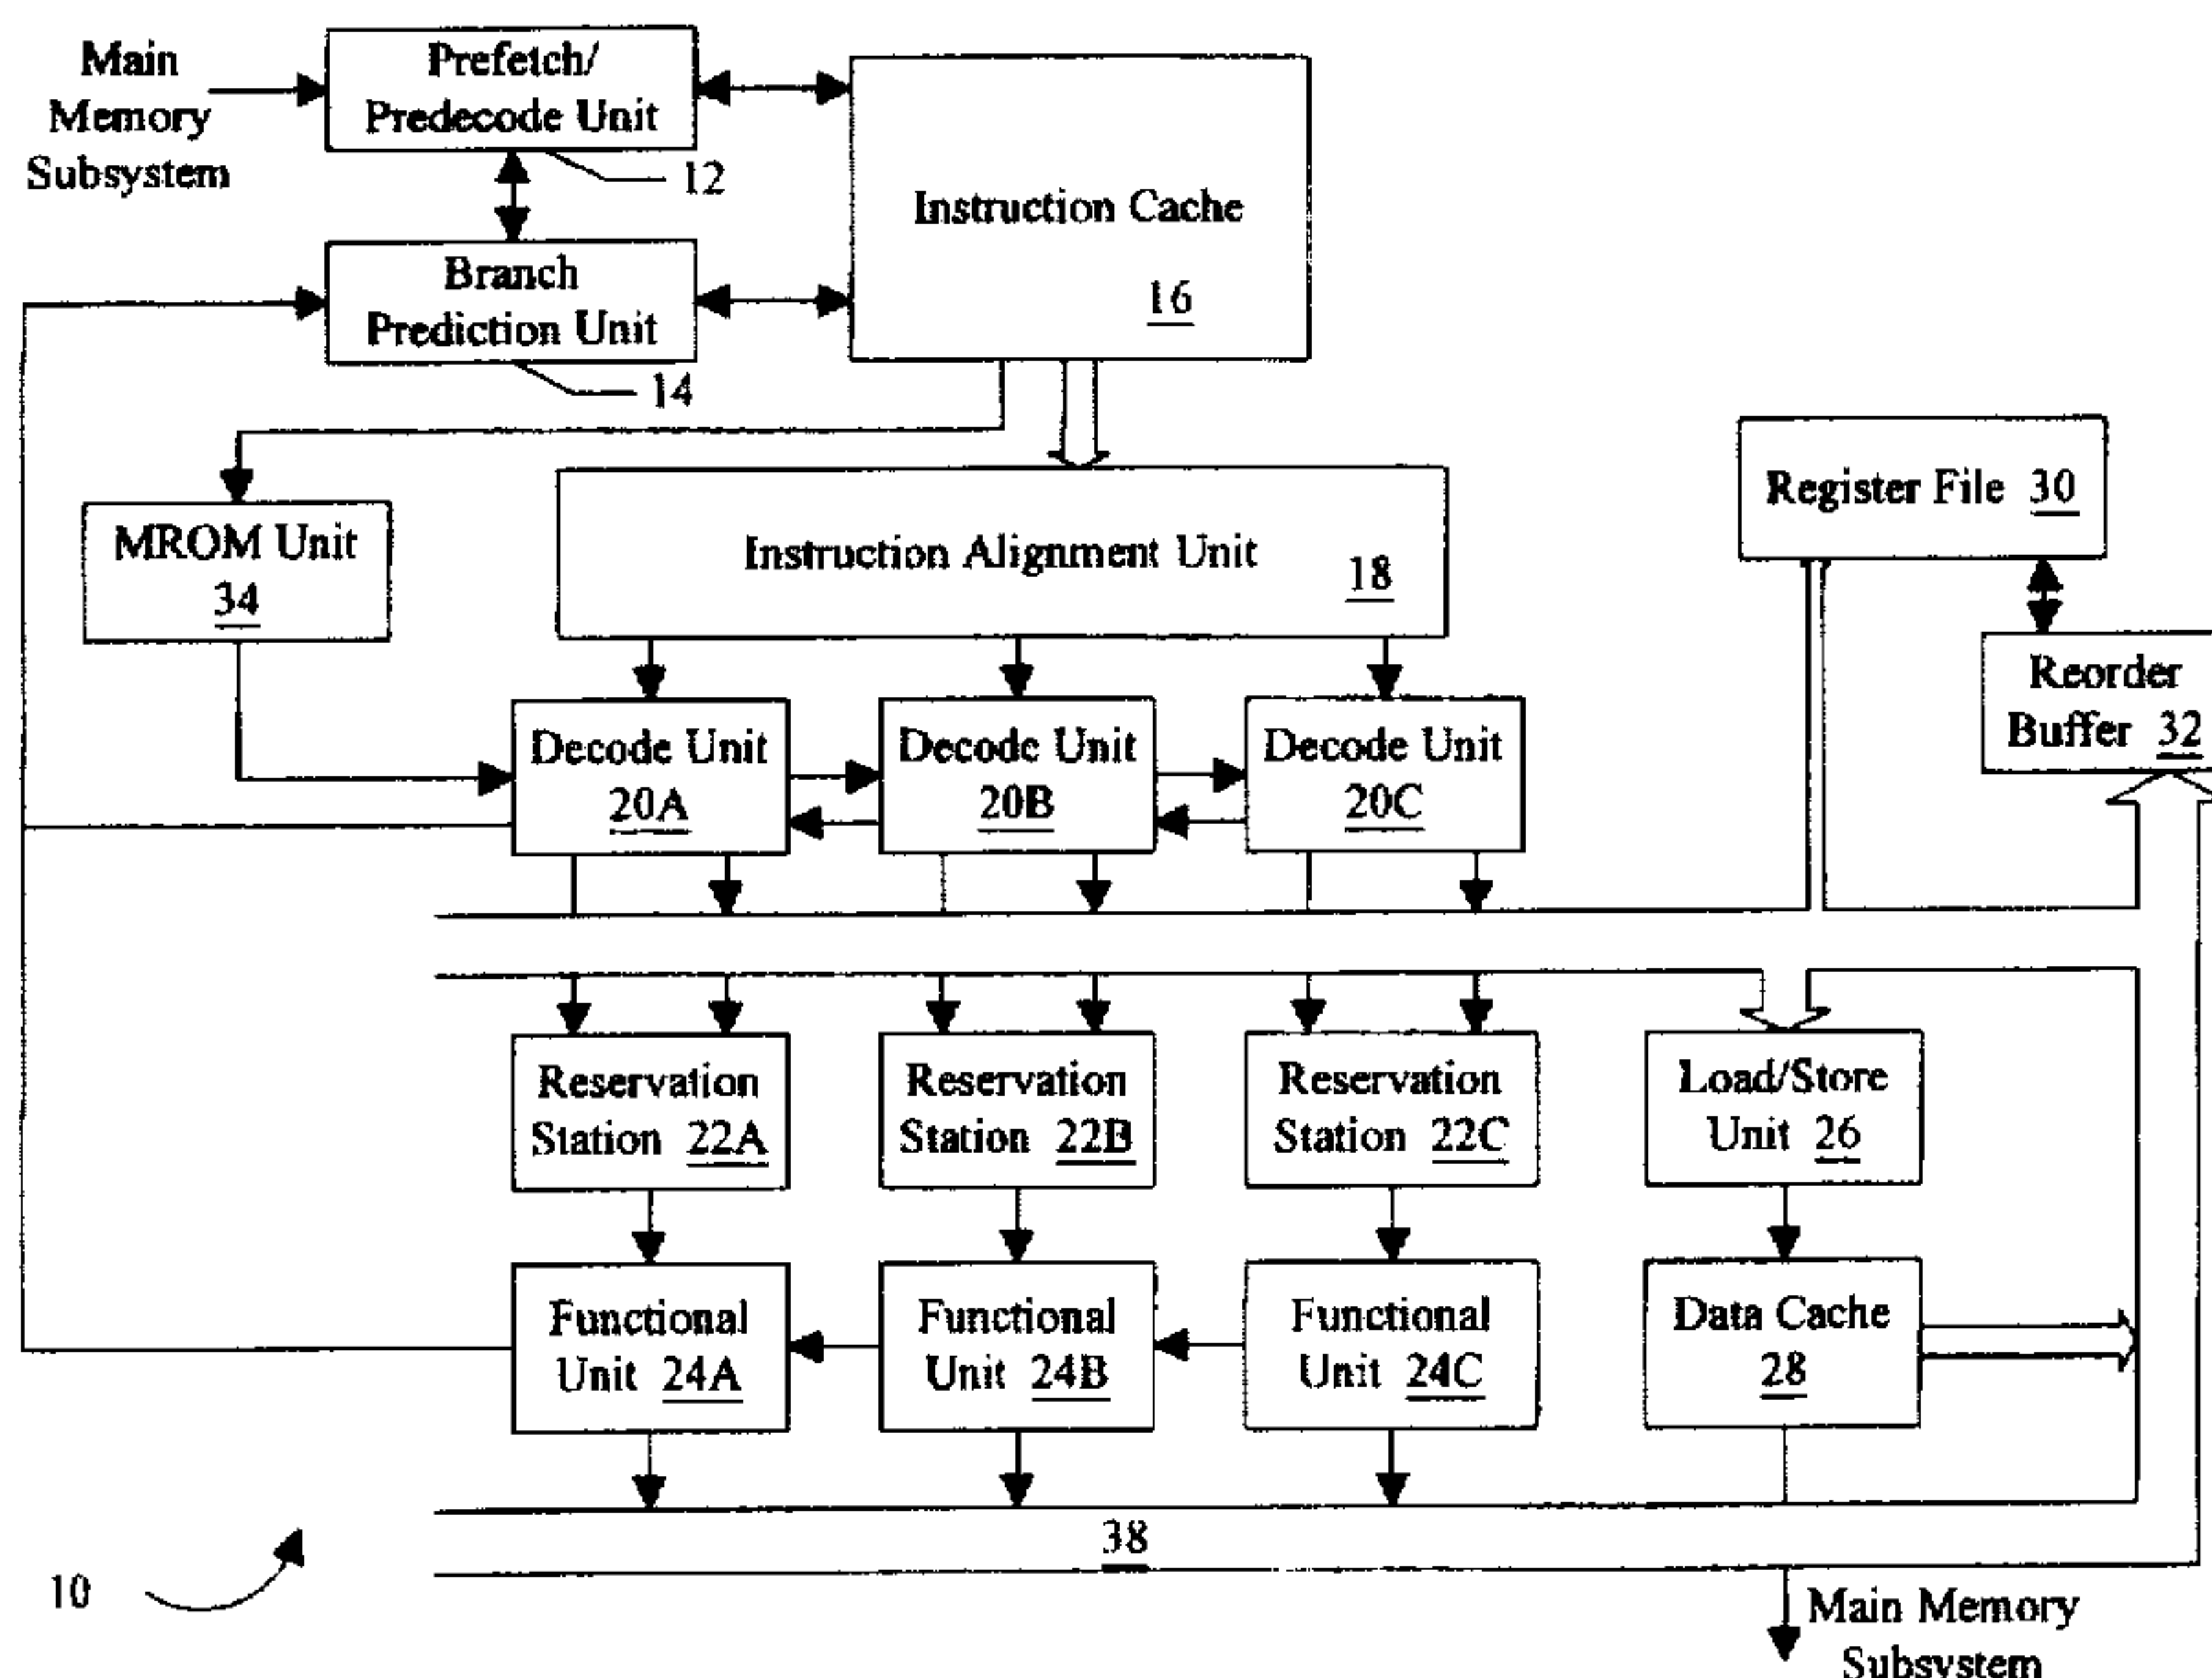 Main
Memory
Subsystem
Prefetch/
Predecode Unit
12
Branch
Prediction Unit
14
Instruction Cache
16
MROM Unit
34
Instruction Alignment Unit
18
Register File 30
Reorder
Buffer 32
Decode Unit
20A
Decode Unit
20B
Decode Unit
20C
Reservation
Station 22A
Reservation
Station 22B
Reservation
Station 22C
Load/Store
Unit 26
Functional
Unit 24A
Functional
Unit 24B
Functional
Unit 24C
Data Cache
28
38
10
Main Memory
Subsystem